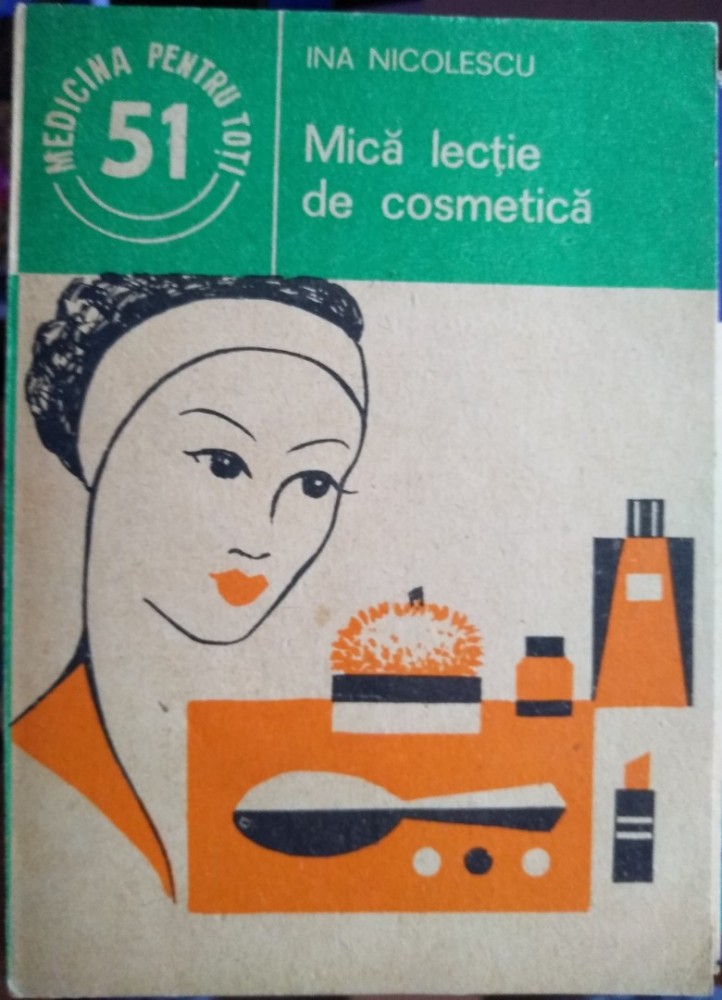 MEDICINA PENTRU TOȚI
51
INA NICOLESCU
Mică lecție
de cosmetică